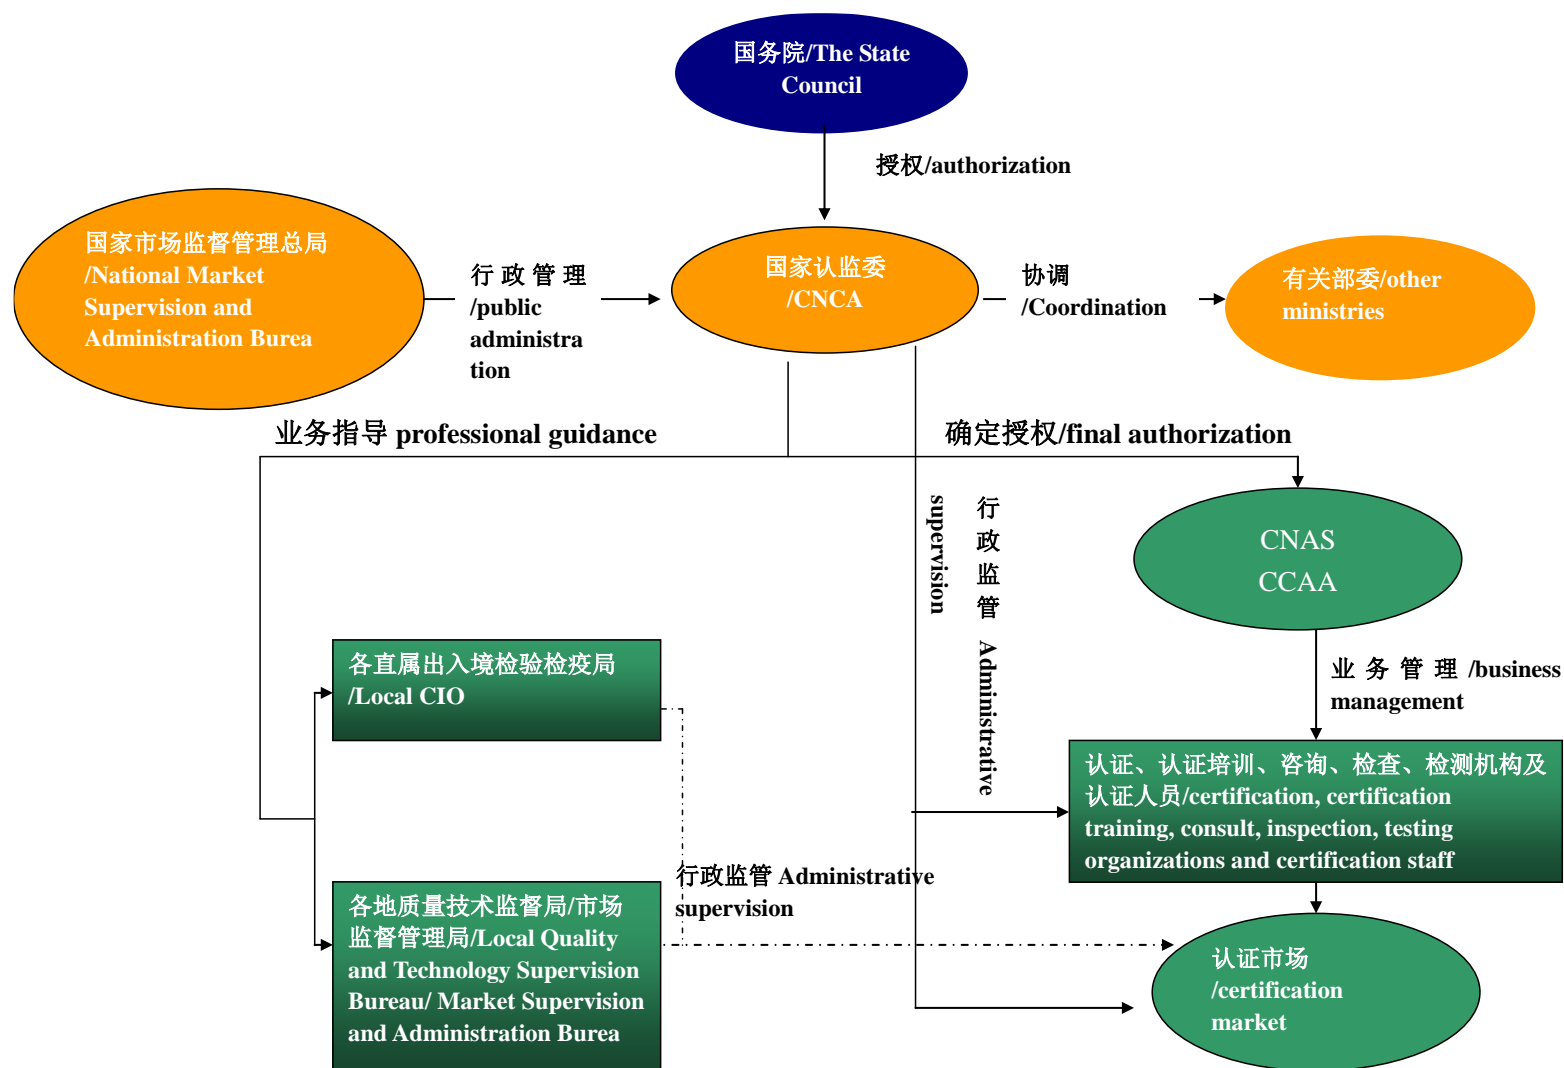 国务院/The State
Council
授权/authorization
国家市场监督管理总局
/National Market
Supervision and
Administration Burea
行 政 管 理
/public
administra
tion
国家认监委
/CNCA
协调
/Coordination
有关部委/other
ministries
业务指导 professional guidance
确定授权/final authorization
行政监管 Administrative
supervision
CNAS
CCAA
各直属出入境检验检疫局
/Local CIO
业 务 管 理 /business
management
认证、认证培训、咨询、检查、检测机构及
认证人员/certification, certification
training, consult, inspection, testing
organizations and certification staff
行政监管 Administrative
supervision
各地质量技术监督局/市场
监督管理局/Local Quality
and Technology Supervision
Bureau/ Market Supervision
and Administration Burea
认证市场
/certification
market